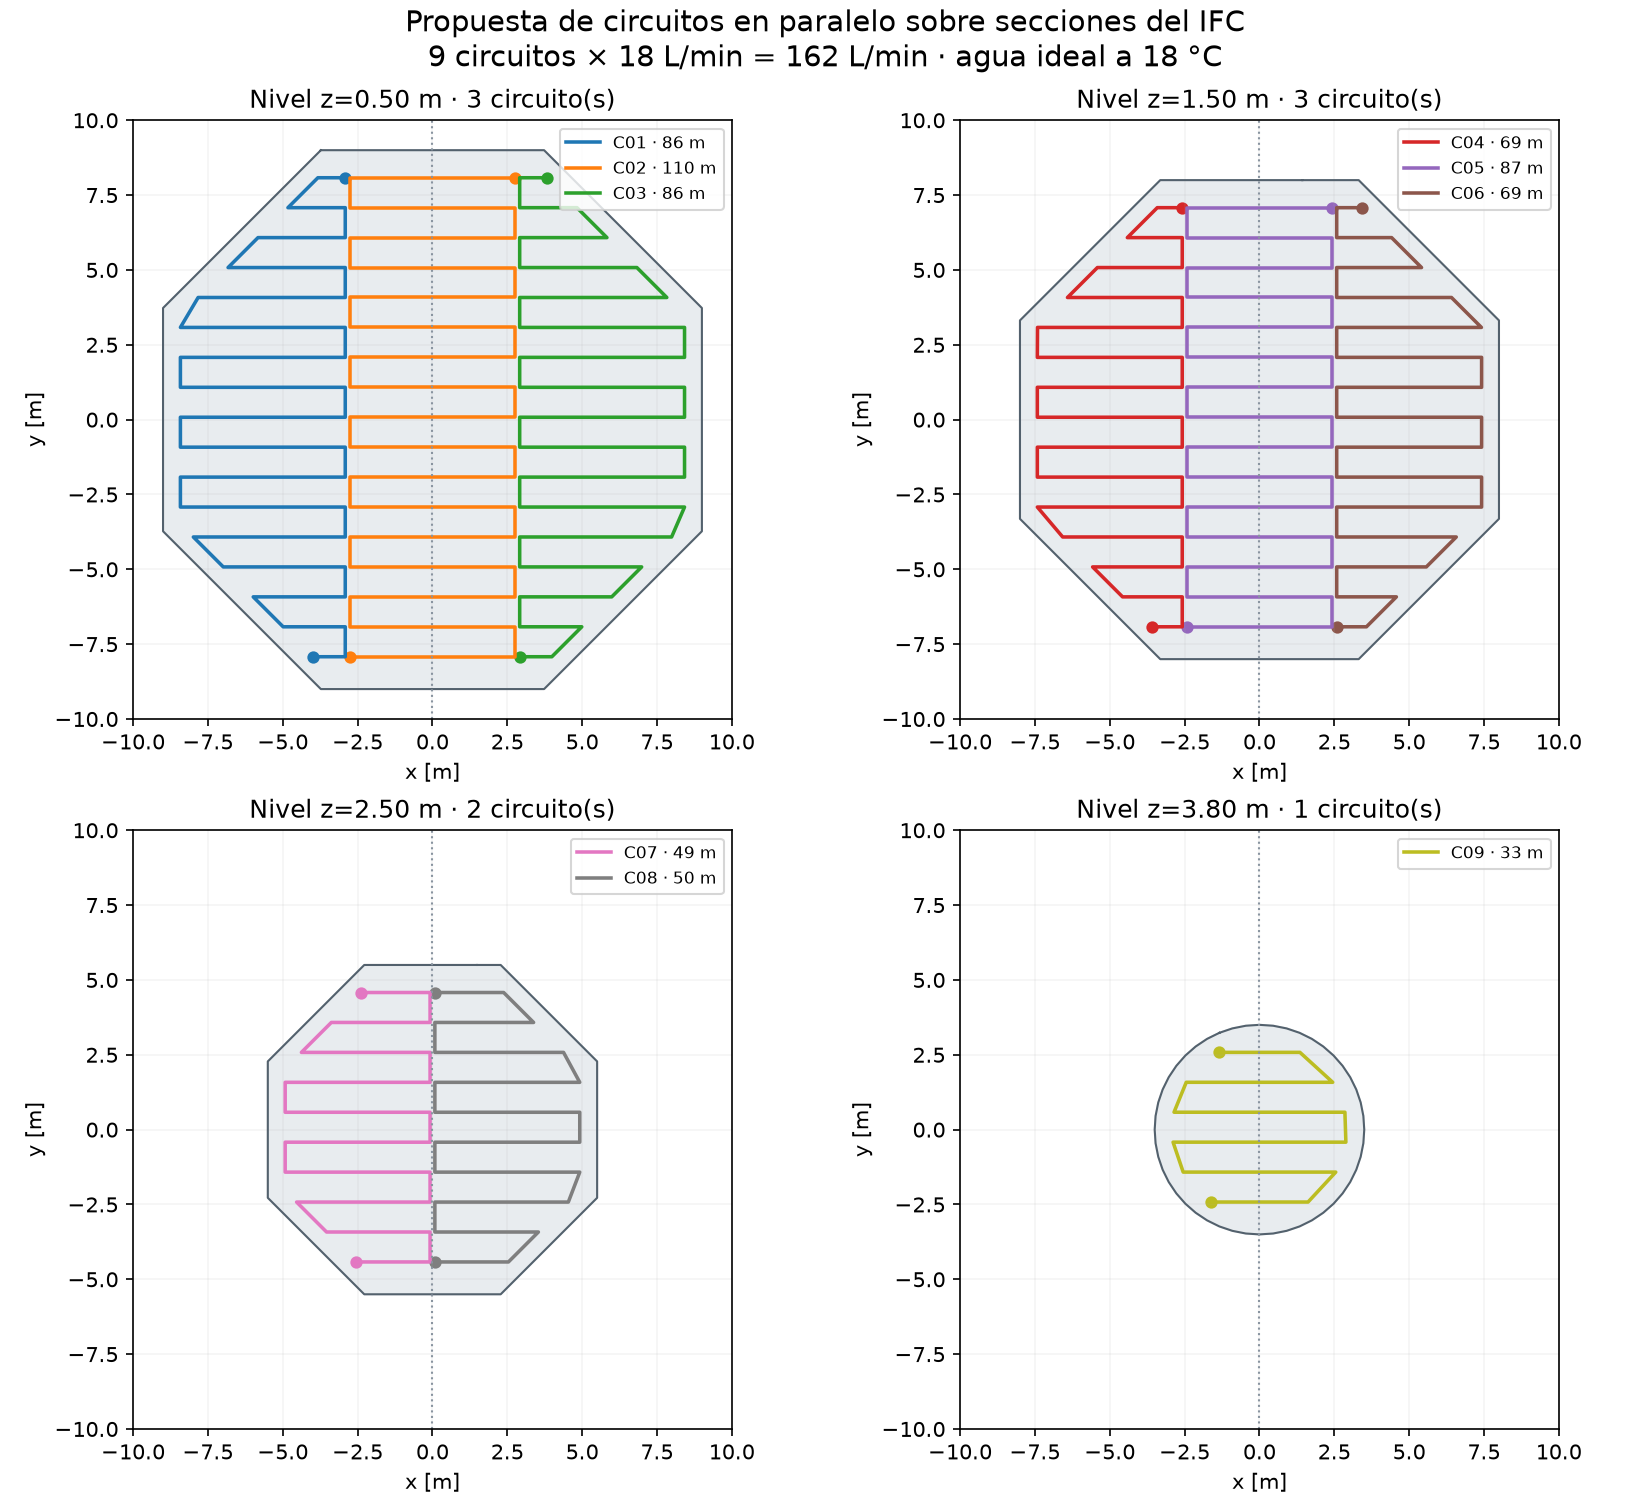 Propuesta de circuitos en paralelo sobre secciones del IFC
9 circuitos × 18 L/min = 162 L/min · agua ideal a 18 °C
Nivel z=0.50 m · 3 circuito(s)
C01 · 86 m
C02 · 110 m
C03 · 86 m
10.0
7.5
5.0
2.5
0.0
−2.5
−5.0
−7.5
−10.0
y [m]
−10.0 −7.5 −5.0 −2.5 0.0 2.5 5.0 7.5 10.0
x [m]
Nivel z=1.50 m · 3 circuito(s)
C04 · 69 m
C05 · 87 m
C06 · 69 m
10.0
7.5
5.0
2.5
0.0
−2.5
−5.0
−7.5
−10.0
y [m]
−10.0 −7.5 −5.0 −2.5 0.0 2.5 5.0 7.5 10.0
x [m]
Nivel z=2.50 m · 2 circuito(s)
C07 · 49 m
C08 · 50 m
10.0
7.5
5.0
2.5
0.0
−2.5
−5.0
−7.5
−10.0
y [m]
−10.0 −7.5 −5.0 −2.5 0.0 2.5 5.0 7.5 10.0
x [m]
Nivel z=3.80 m · 1 circuito(s)
C09 · 33 m
10.0
7.5
5.0
2.5
0.0
−2.5
−5.0
−7.5
−10.0
y [m]
−10.0 −7.5 −5.0 −2.5 0.0 2.5 5.0 7.5 10.0
x [m]